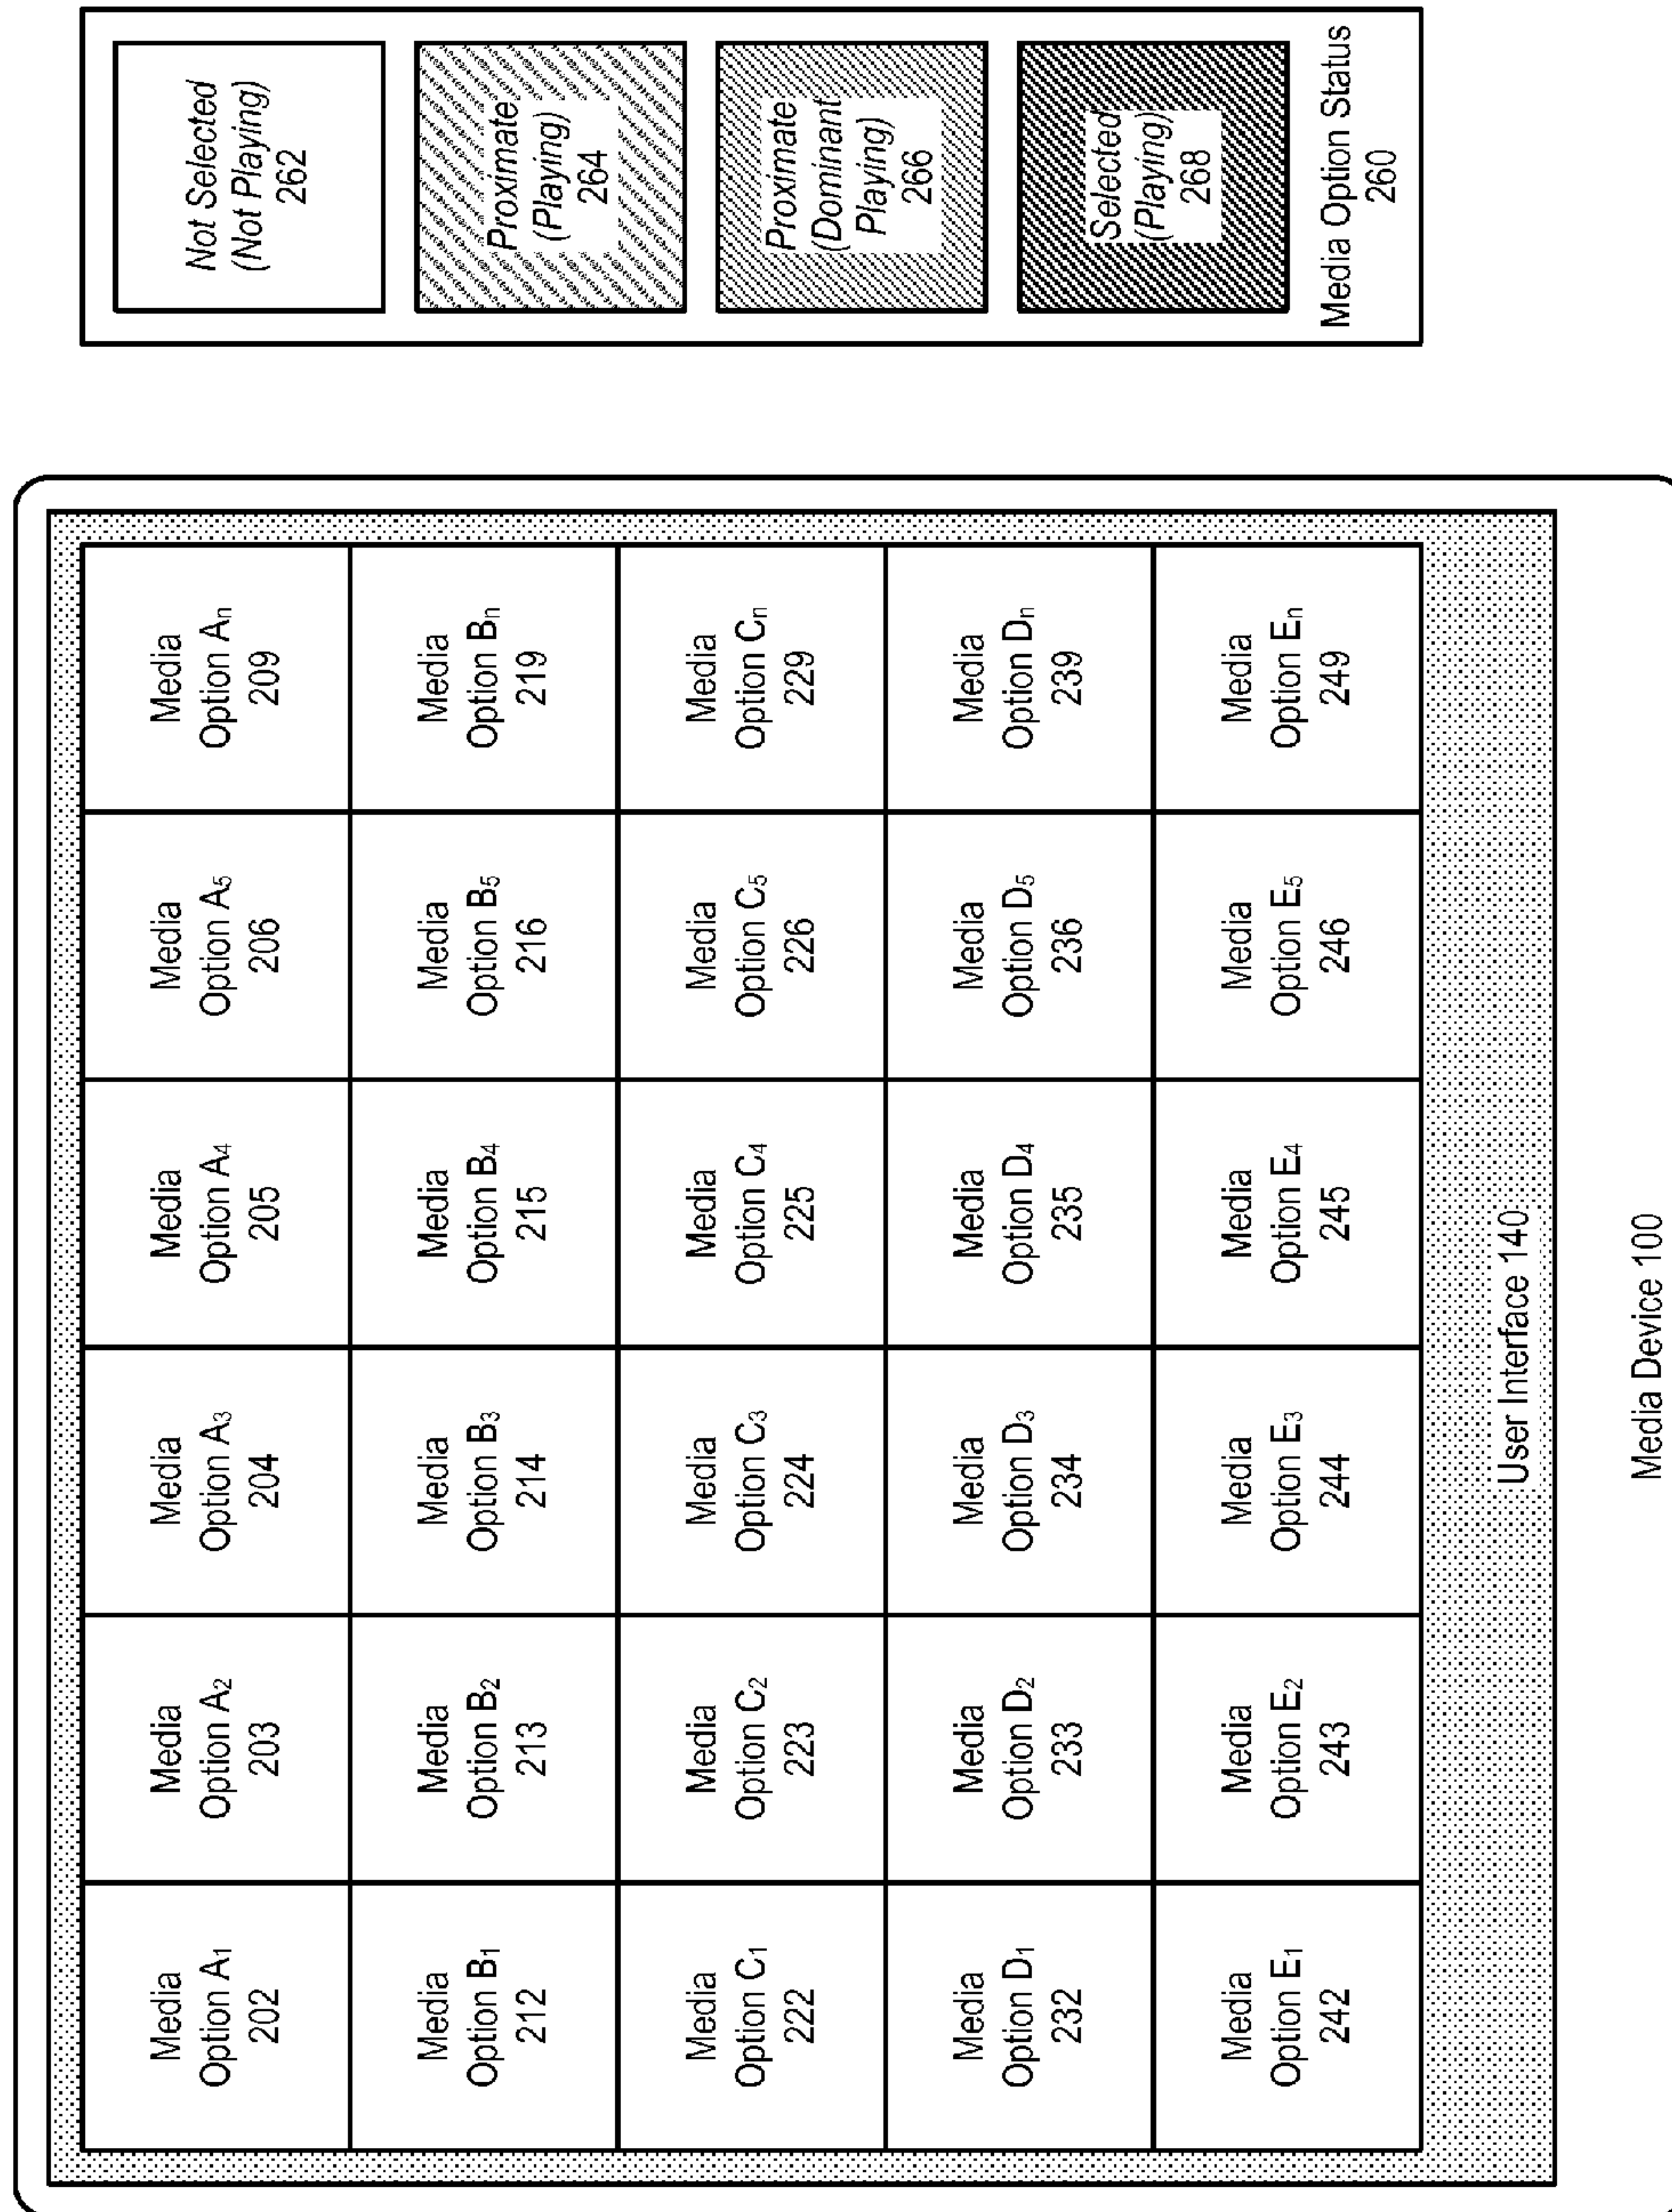 Media
Option A₁
202
Media
Option A₂
203
Media
Option A₃
204
Media
Option A₄
205
Media
Option A₅
206
Media
Option Aₙ
209
Media
Option B₁
212
Media
Option B₂
213
Media
Option B₃
214
Media
Option B₄
215
Media
Option B₅
216
Media
Option Bₙ
219
Media
Option C₁
222
Media
Option C₂
223
Media
Option C₃
224
Media
Option C₄
225
Media
Option C₅
226
Media
Option Cₙ
229
Media
Option D₁
232
Media
Option D₂
233
Media
Option D₃
234
Media
Option D₄
235
Media
Option D₅
236
Media
Option Dₙ
239
Media
Option E₁
242
Media
Option E₂
243
Media
Option E₃
244
Media
Option E₄
245
Media
Option E₅
246
Media
Option Eₙ
249
User Interface 140
Media Device 100
Not Selected
(Not Playing)
262
Proximate
(Playing)
264
Proximate
(Dominant
Playing)
266
Selected
(Playing)
268
Media Option Status
260